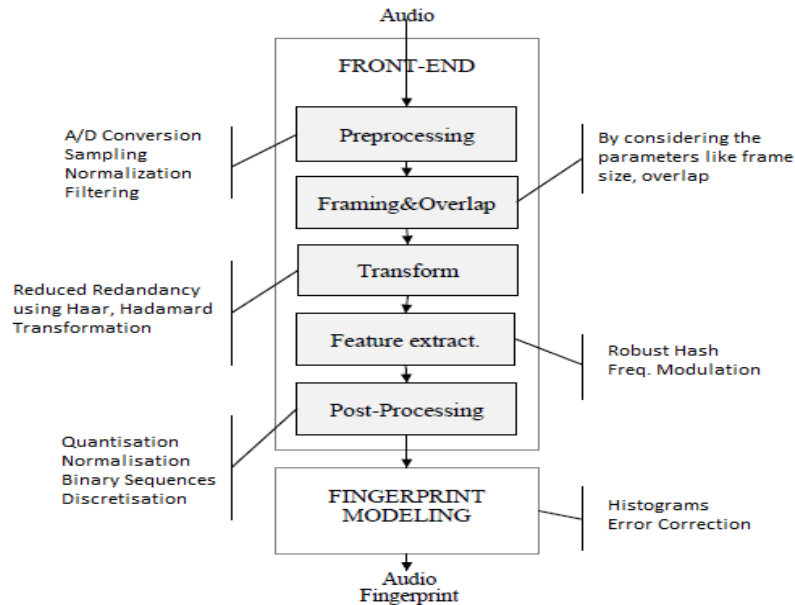 Audio
FRONT-END
Preprocessing
A/D Conversion
Sampling
Normalization
Filtering
By considering the
parameters like frame
size, overlap
Framing&Overlap
Transform
Reduced Redandancy
using Haar, Hadamard
Transformation
Feature extract.
Robust Hash
Freq. Modulation
Post-Processing
Quantisation
Normalisation
Binary Sequences
Discretisation
FINGERPRINT
MODELING
Histograms
Error Correction
Audio
Fingerprint